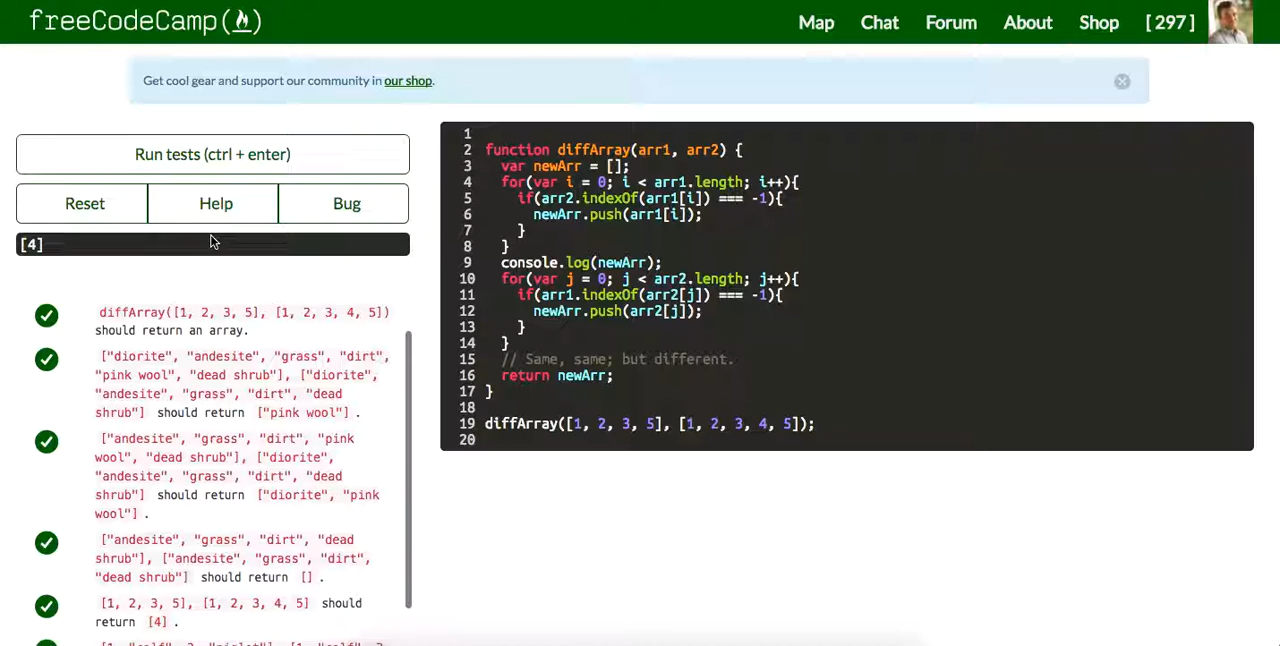 freeCodeCamp
Map Chat Forum About Shop [ 297 ]
Get cool gear and support our community in our shop.
Run tests (ctrl + enter)
Reset Help Bug
[4]
diffArray([1, 2, 3, 5], [1, 2, 3, 4, 5])
should return an array.
["diorite", "andesite", "grass", "dirt",
"pink wool", "dead shrub"], ["diorite",
"andesite", "grass", "dirt", "dead
shrub"] should return ["pink wool"] .
["andesite", "grass", "dirt", "pink
wool", "dead shrub"], ["diorite",
"andesite", "grass", "dirt", "dead
shrub"] should return ["diorite", "pink
wool"] .
["andesite", "grass", "dirt", "dead
shrub"], ["andesite", "grass", "dirt",
"dead shrub"] should return [] .
[1, 2, 3, 5], [1, 2, 3, 4, 5] should
return [4] .
1
2 function diffArray(arr1, arr2) {
3 var newArr = [];
4 for(var i = 0; i < arr1.length; i++){
5 if(arr2.indexOf(arr1[i]) === -1){
6 newArr.push(arr1[i]);
7 }
8 }
9 console.log(newArr);
10 for(var j = 0; j < arr2.length; j++){
11 if(arr1.indexOf(arr2[j]) === -1){
12 newArr.push(arr2[j]);
13 }
14 }
15 // Same, same; but different.
16 return newArr;
17 }
18
19 diffArray([1, 2, 3, 5], [1, 2, 3, 4, 5]);
20